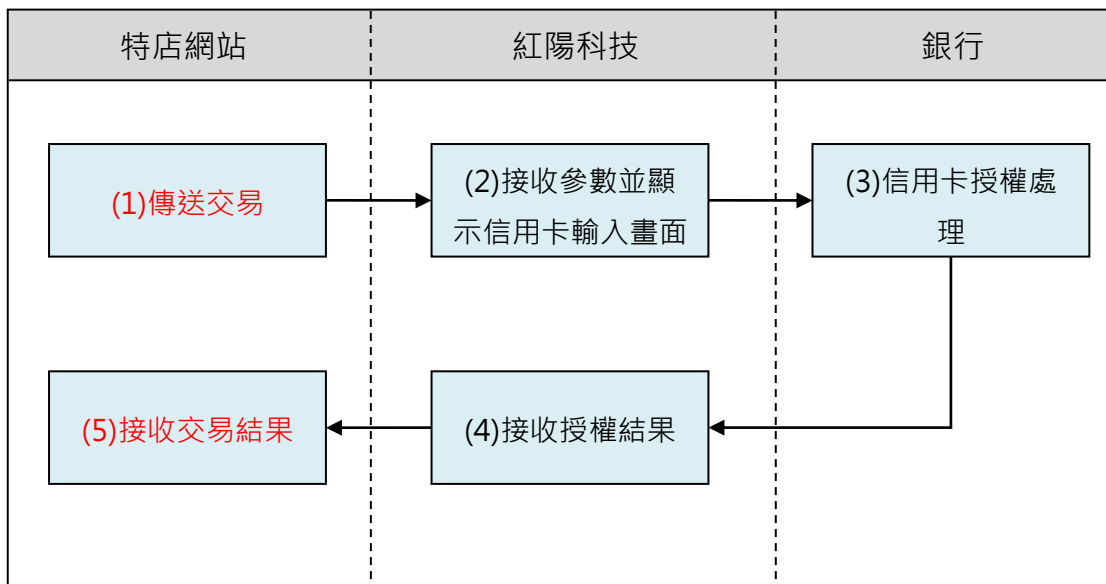 特店網站
紅陽科技
銀行
(1)傳送交易
(2)接收參數並顯
示信用卡輸入畫面
(3)信用卡授權處
理
(5)接收交易結果
(4)接收授權結果